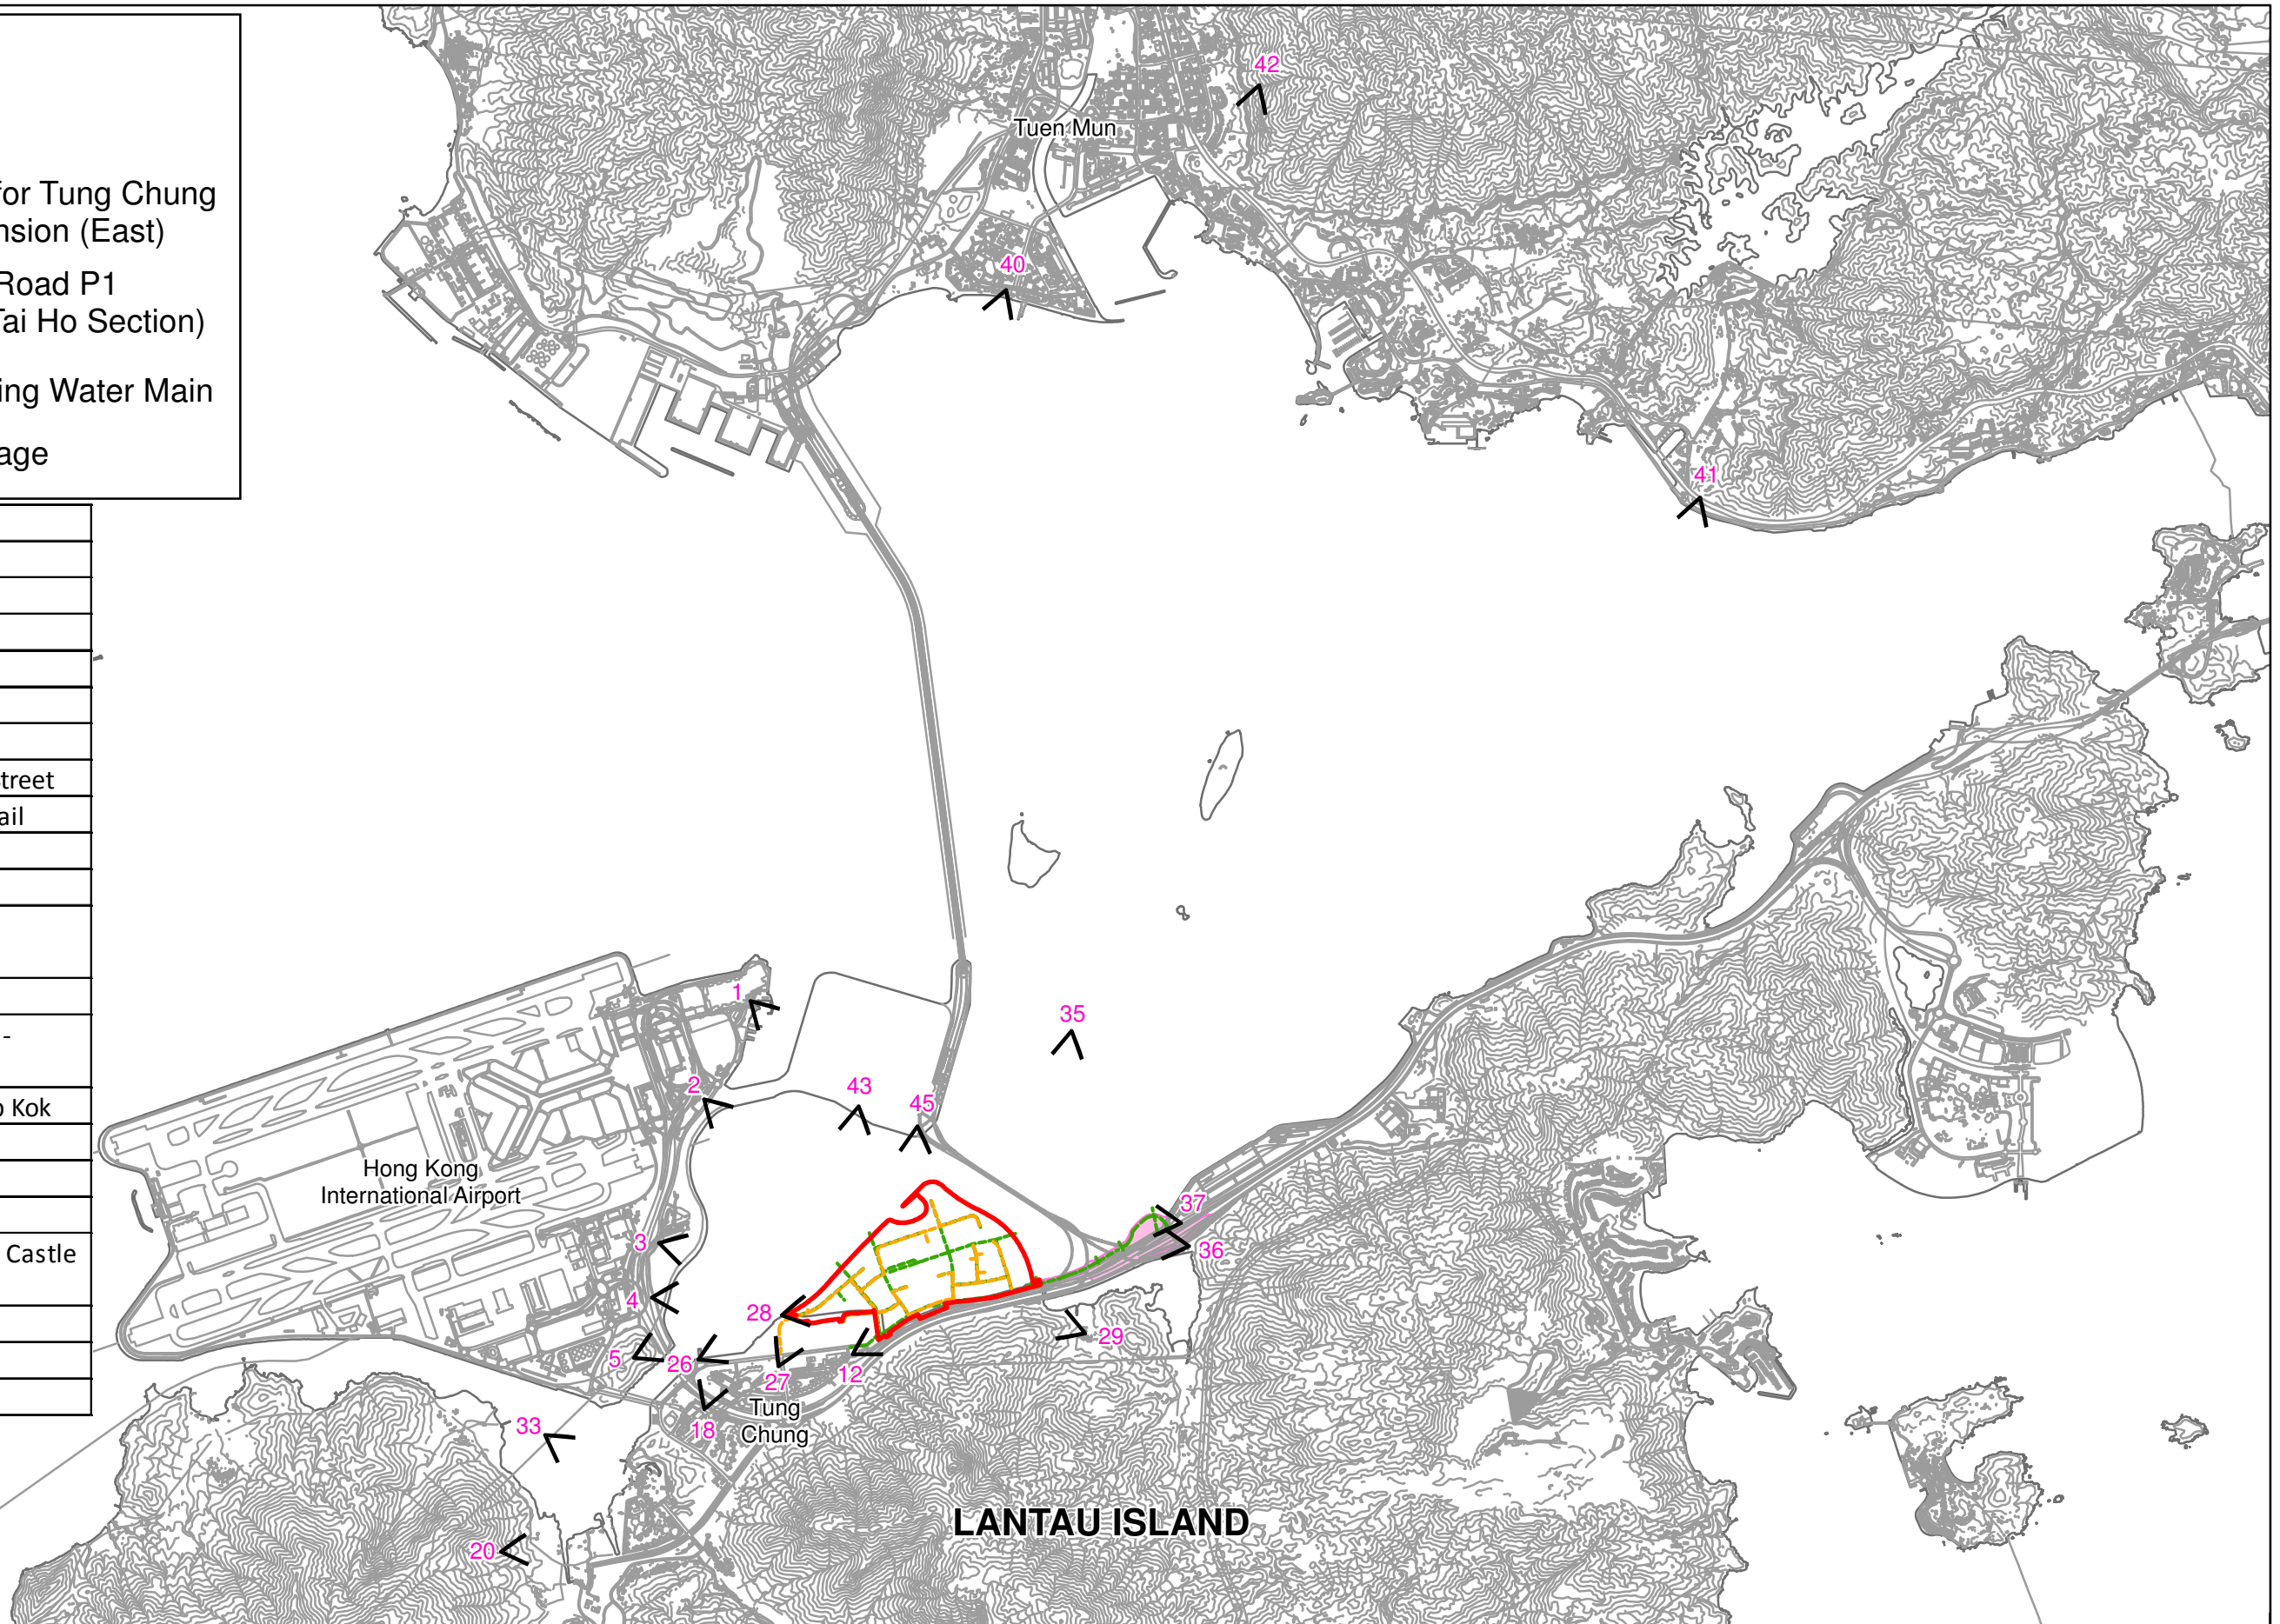 for Tung Chung
nsion (East)
Road P1
Tai Ho Section)
ing Water Main
age
treet
ail
-
Kok
Castle
42
Tuen Mun
40
41
1
35
2
43
45
Hong Kong
International Airport
37
3
36
4
28
29
5
26
27
12
Tung
Chung
18
33
LANTAU ISLAND
20